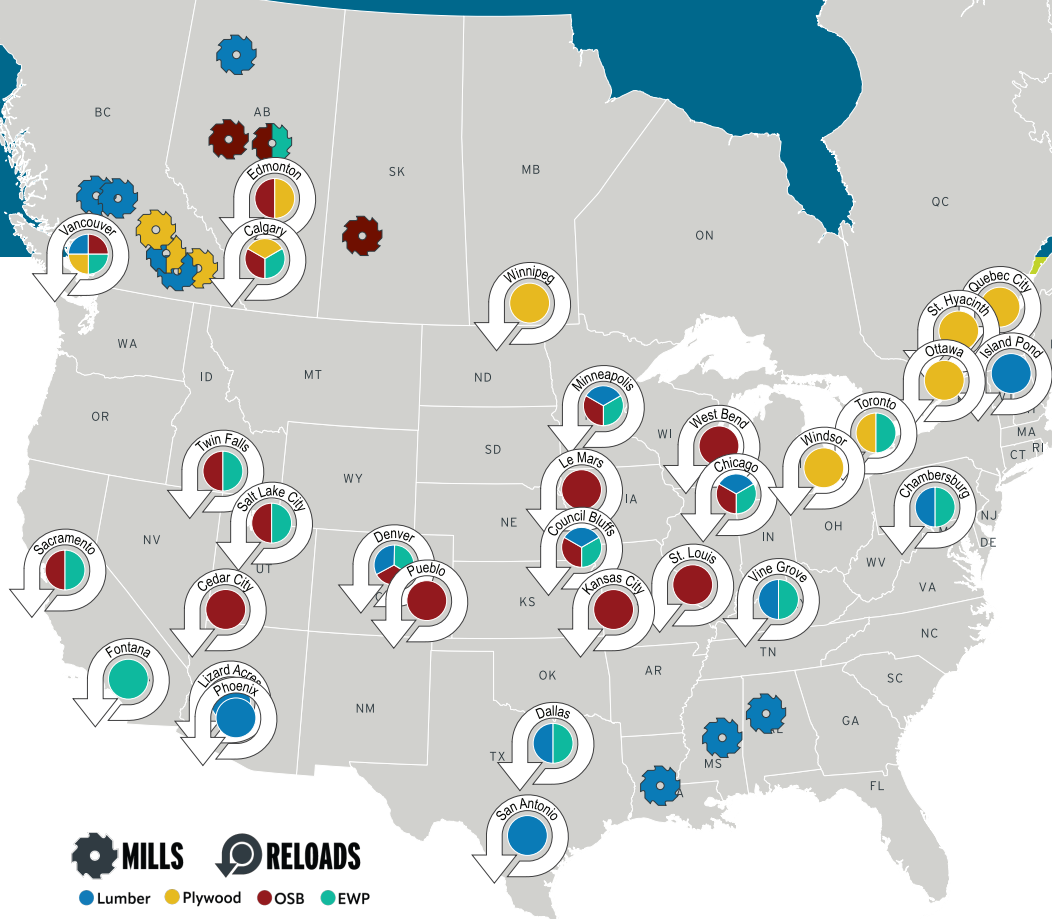 BC
AB
SK
MB
ON
QC
Edmonton
Vancouver
Calgary
Winnipeg
Quebec City
St. Hyacinth
Ottawa
Island Pond
WA
ID
MT
ND
OR
Minneapolis
WI
West Bend
Toronto
Windsor
MA
CT
RI
Twin Falls
SD
Le Mars
IA
Chicago
Chambersburg
WY
Salt Lake City
NE
Council Bluffs
IN
OH
NJ
DE
NV
Sacramento
UT
Denver
Pueblo
KS
Kansas City
St. Louis
Vine Grove
WV
VA
Cedar City
NC
TN
Fontana
Lizard Acres
Phoenix
NM
OK
AR
SC
Dallas
TX
MS
GA
FL
San Antonio
MILLS
RELOADS
Lumber
Plywood
OSB
EWP